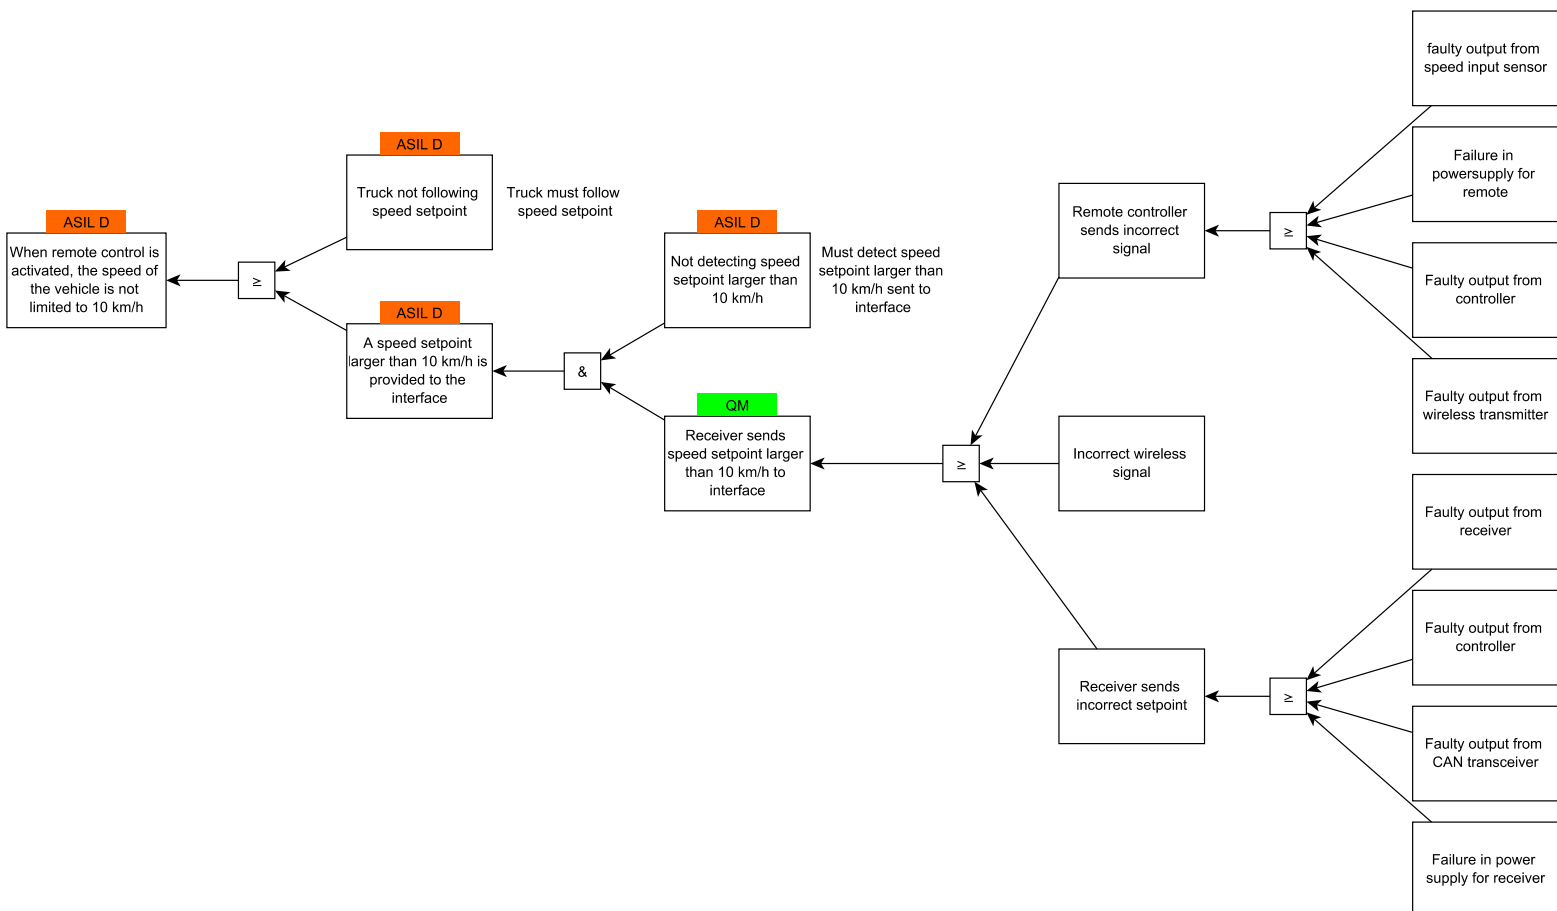 ASIL D
When remote control is
activated, the speed of
the vehicle is not
limited to 10 km/h
≥
ASIL D
Truck not following
speed setpoint
Truck must follow
speed setpoint
ASIL D
A speed setpoint
larger than 10 km/h is
provided to the
interface
&
ASIL D
Not detecting speed
setpoint larger than
10 km/h
Must detect speed
setpoint larger than
10 km/h sent to
interface
QM
Receiver sends
speed setpoint larger
than 10 km/h to
interface
≥
Remote controller
sends incorrect
signal
Incorrect wireless
signal
Receiver sends
incorrect setpoint
≥
faulty output from
speed input sensor
Failure in
powersupply for
remote
Faulty output from
controller
Faulty output from
wireless transmitter
≥
Faulty output from
receiver
Faulty output from
controller
Faulty output from
CAN transceiver
Failure in power
supply for receiver